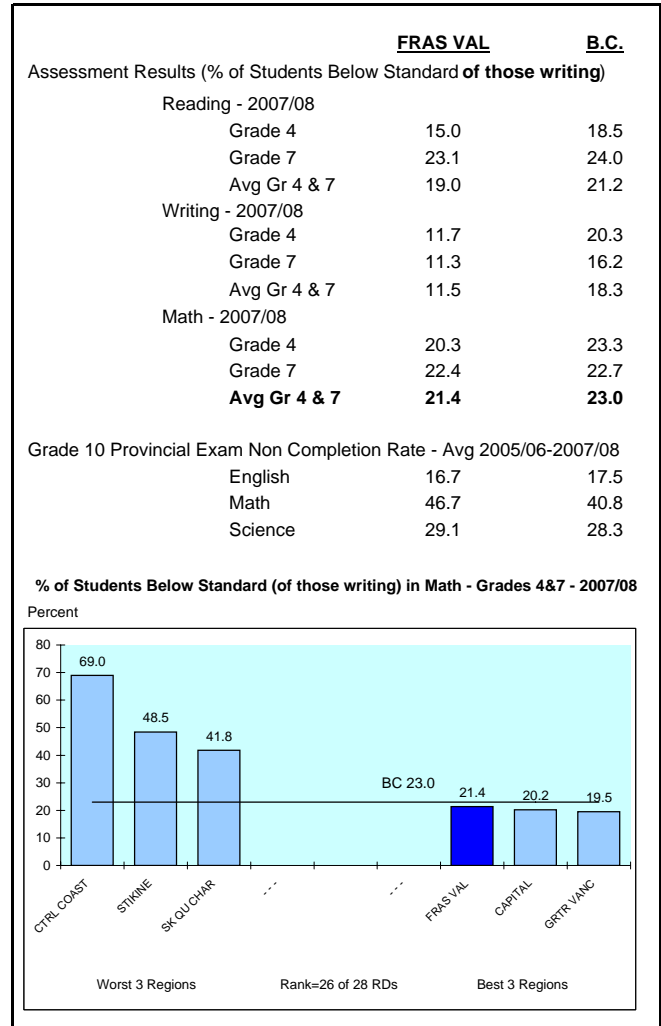 FRAS VAL B.C.
Assessment Results (% of Students Below Standard of those writing)
Reading - 2007/08
Grade 4 15.0 18.5
Grade 7 23.1 24.0
Avg Gr 4 & 7 19.0 21.2
Writing - 2007/08
Grade 4 11.7 20.3
Grade 7 11.3 16.2
Avg Gr 4 & 7 11.5 18.3
Math - 2007/08
Grade 4 20.3 23.3
Grade 7 22.4 22.7
Avg Gr 4 & 7 21.4 23.0
Grade 10 Provincial Exam Non Completion Rate - Avg 2005/06-2007/08
English 16.7 17.5
Math 46.7 40.8
Science 29.1 28.3
% of Students Below Standard (of those writing) in Math - Grades 4&7 - 2007/08
Percent
80
70
60
50
40
30
20
10
0
69.0
48.5
41.8
BC 23.0
21.4
20.2
19.5
CTRL COAST
STIKINE
SK QU CHAR
- - -
- - -
FRAS VAL
CAPITAL
GRTR VANC
Worst 3 Regions Rank=26 of 28 RDs Best 3 Regions